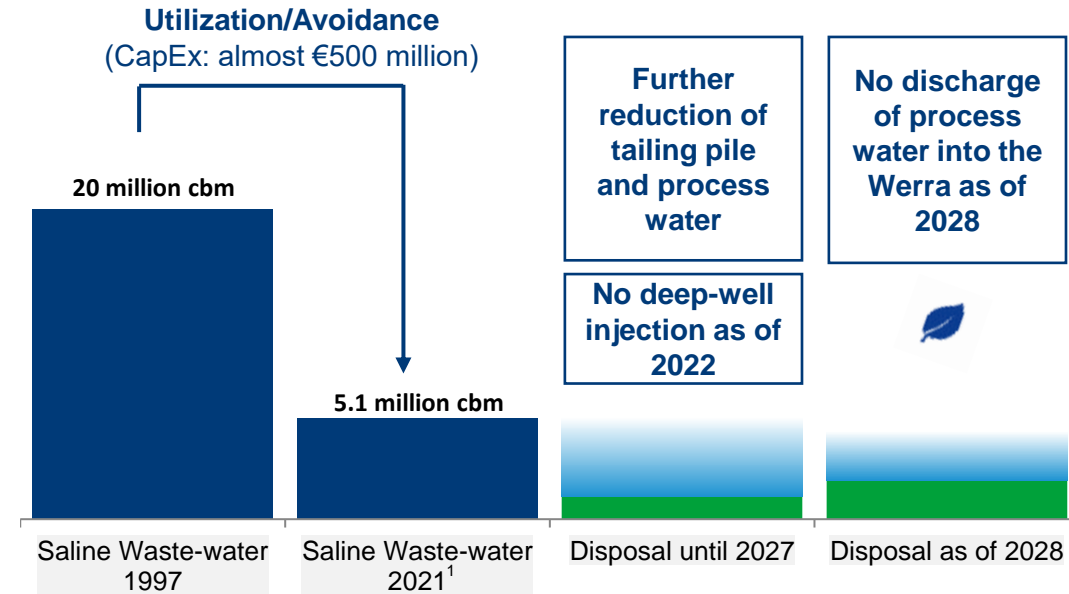 Utilization/Avoidance
(CapEx: almost €500 million)
20 million cbm
5.1 million cbm
Further
reduction of
tailing pile
and process
water
No deep-well
injection as of
2022
No discharge
of process
water into the
Werra as of
2028
Saline Waste-water
1997
Saline Waste-water
2021¹
Disposal until 2027
Disposal as of 2028